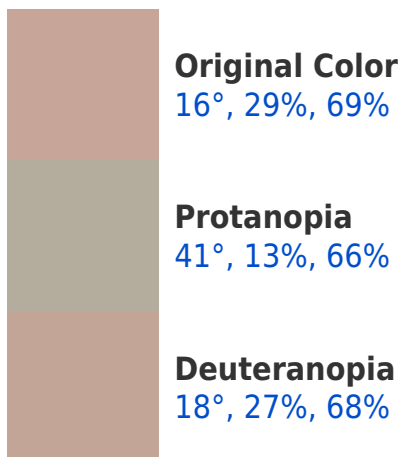 Original Color
16°, 29%, 69%
Protanopia
41°, 13%, 66%
Deuteranopia
18°, 27%, 68%